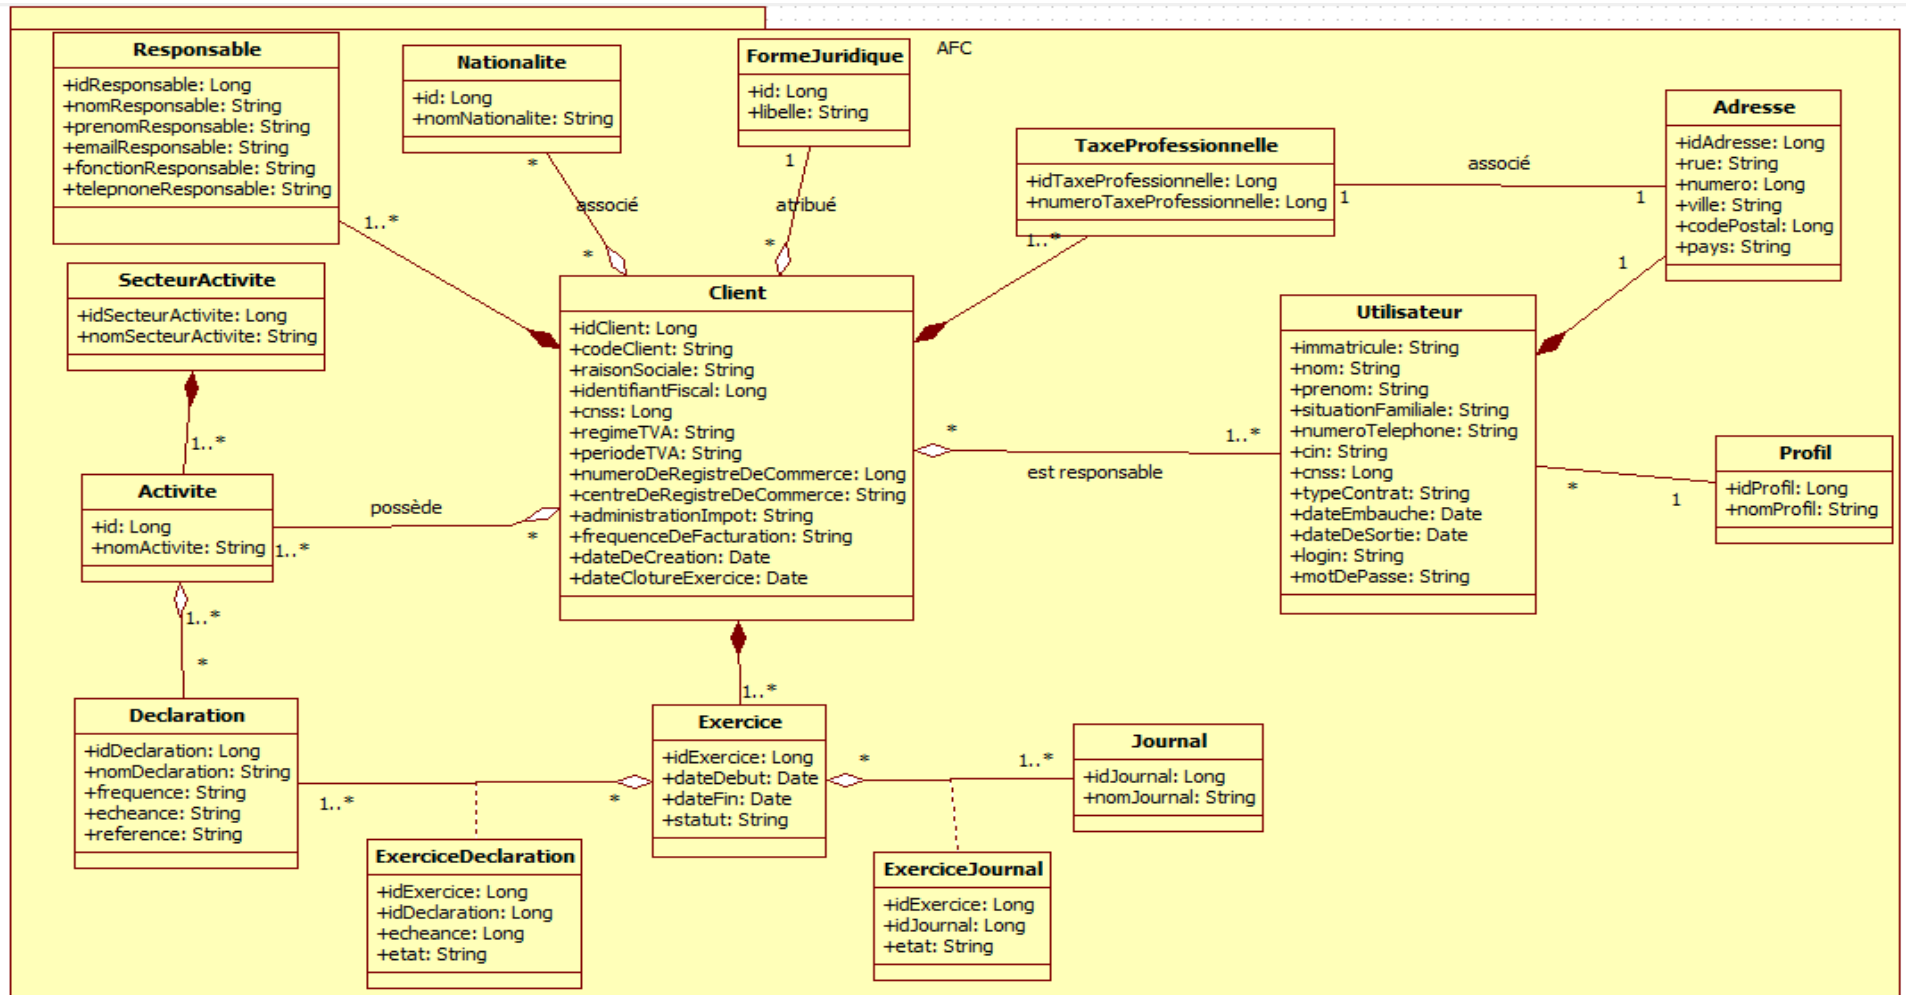 AFC
Responsable
+idResponsable: Long
+nomResponsable: String
+prenomResponsable: String
+emailResponsable: String
+fonctionResponsable: String
+telepnoneResponsable: String
1..*
Nationalite
+id: Long
+nomNationalite: String
*
associé
*
FormeJuridique
+id: Long
+libelle: String
1
atribué
*
TaxeProfessionnelle
+idTaxeProfessionnelle: Long
+numeroTaxeProfessionnelle: Long
1..*
1
associé
1
Adresse
+idAdresse: Long
+rue: String
+numero: Long
+ville: String
+codePostal: Long
+pays: String
1
SecteurActivite
+idSecteurActivite: Long
+nomSecteurActivite: String
1..*
Client
+idClient: Long
+codeClient: String
+raisonSociale: String
+identifiantFiscal: Long
+cnss: Long
+regimeTVA: String
+periodeTVA: String
+numeroDeRegistreDeCommerce: Long
+centreDeRegistreDeCommerce: String
+administrationImpot: String
+frequenceDeFacturation: String
+dateDeCreation: Date
+dateClotureExercice: Date
*
1..*
est responsable
Utilisateur
+immatricule: String
+nom: String
+prenom: String
+situationFamiliale: String
+numeroTelephone: String
+cin: String
+cnss: Long
+typeContrat: String
+dateEmbauche: Date
+dateDeSortie: Date
+login: String
+motDePasse: String
*
1
Profil
+idProfil: Long
+nomProfil: String
Activite
+id: Long
+nomActivite: String
1..*
possède
*
1..*
*
1..*
Declaration
+idDeclaration: Long
+nomDeclaration: String
+frequence: String
+echeance: String
+reference: String
1..*
*
Exercice
+idExercice: Long
+dateDebut: Date
+dateFin: Date
+statut: String
*
1..*
Journal
+idJournal: Long
+nomJournal: String
ExerciceDeclaration
+idExercice: Long
+idDeclaration: Long
+echeance: Long
+etat: String
ExerciceJournal
+idExercice: Long
+idJournal: Long
+etat: String